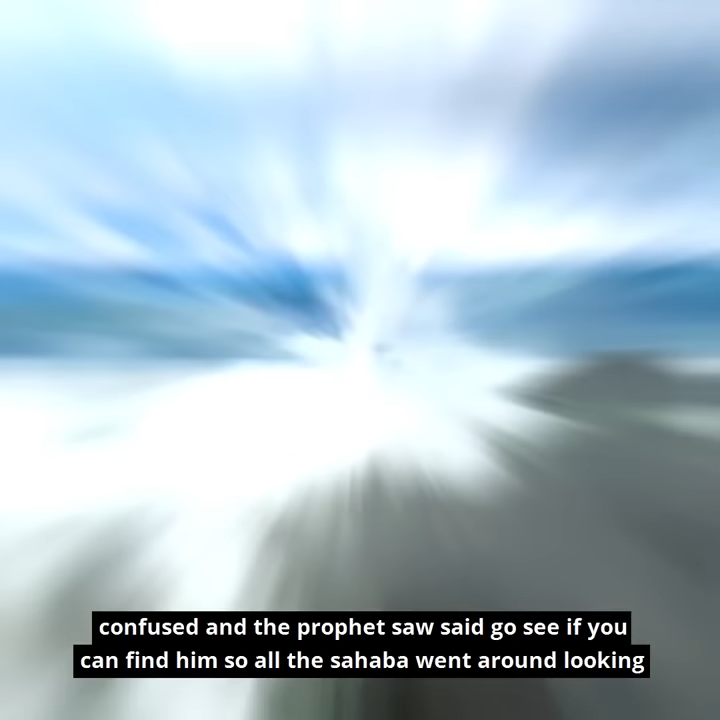 confused and the prophet saw said go see if you
can find him so all the sahaba went around looking